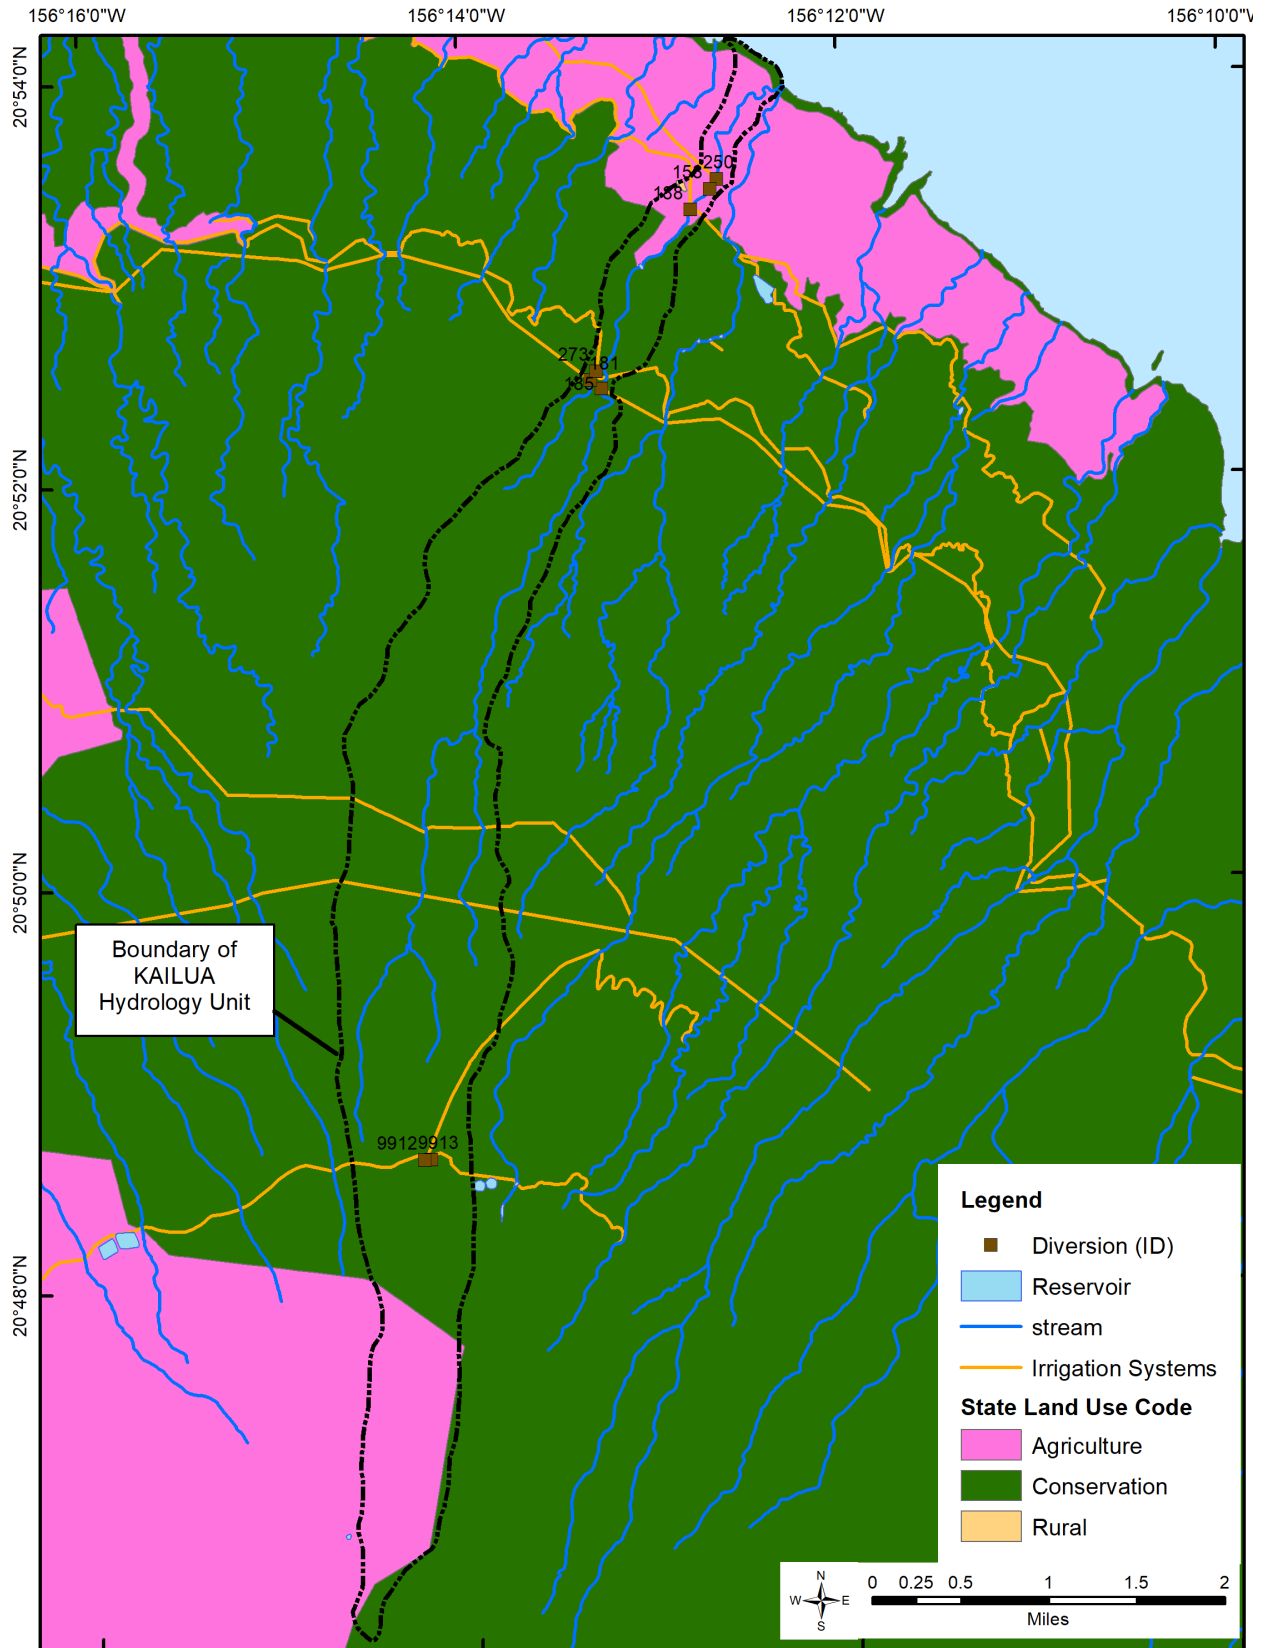 156°16'0"W 156°14'0"W 156°12'0"W 156°10'0"W
20°54'0"N
250
158
188
273
181
185
20°52'0"N
20°50'0"N
Boundary of
KAILUA
Hydrology Unit
99129913
20°48'0"N
Legend
Diversion (ID)
Reservoir
stream
Irrigation Systems
State Land Use Code
Agriculture
Conservation
Rural
N
W E
S
0 0.25 0.5 1 1.5 2
Miles